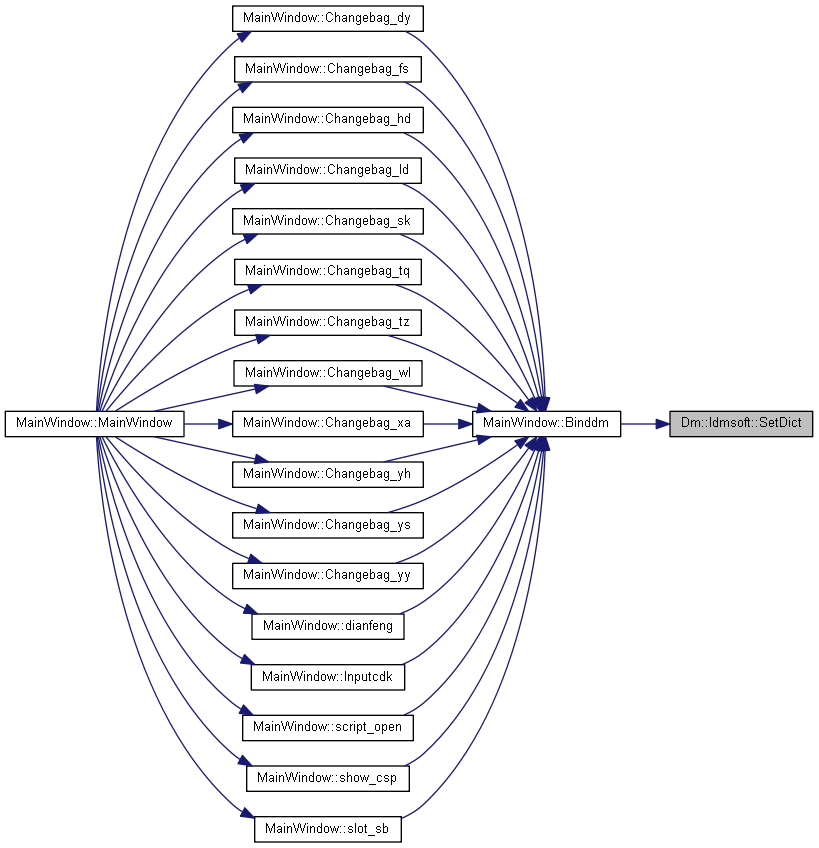 MainWindow::Changebag_dy
MainWindow::Changebag_fs
MainWindow::Changebag_hd
MainWindow::Changebag_ld
MainWindow::Changebag_sk
MainWindow::Changebag_tq
MainWindow::Changebag_tz
MainWindow::Changebag_wl
MainWindow::MainWindow
MainWindow::Changebag_xa
MainWindow::Binddm
Dm::Idmsoft::SetDict
MainWindow::Changebag_yh
MainWindow::Changebag_ys
MainWindow::Changebag_yy
MainWindow::dianfeng
MainWindow::Inputcdk
MainWindow::script_open
MainWindow::show_csp
MainWindow::slot_sb